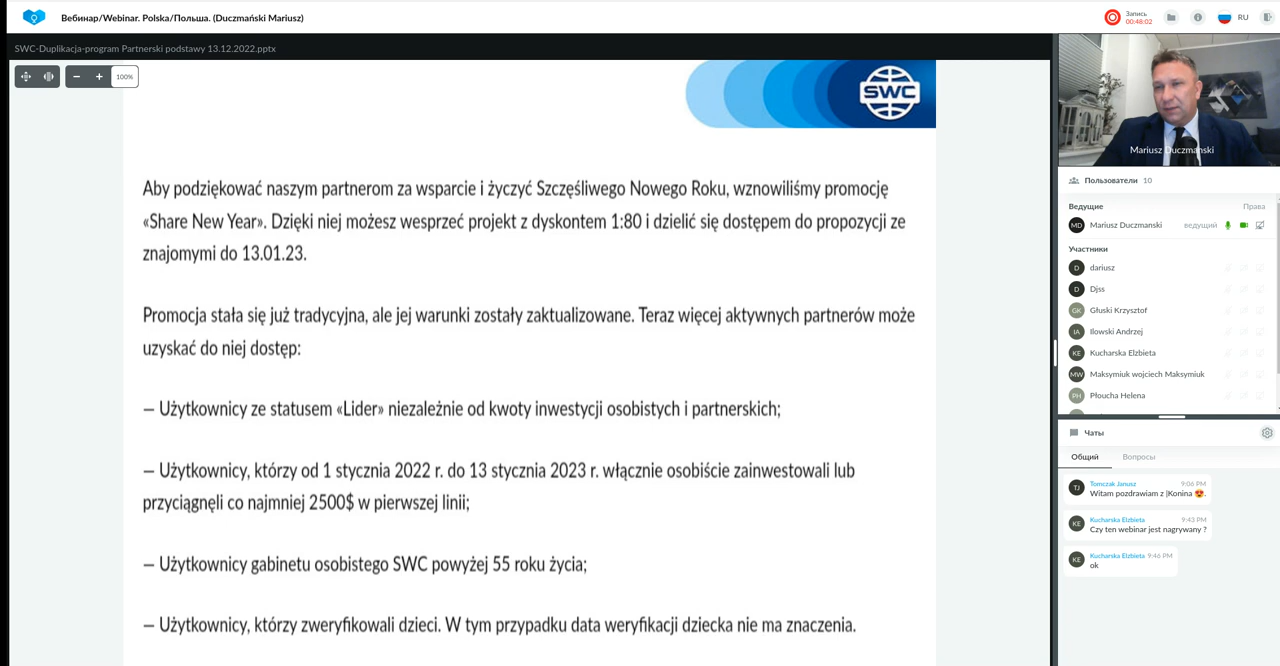 Вебинар/Webinar. Polska/Польша. (Duczmański Mariusz)
Запись
00:48:02
RU
SWC-Duplikacja-program Partnerski podstawy 13.12.2022.pptx
100%
SWC
Aby podziękować naszym partnerom za wsparcie i życzyć Szczęśliwego Nowego Roku, wznowiliśmy promocję
«Share New Year». Dzięki niej możesz wesprzeć projekt z dyskontem 1:80 i dzielić się dostępem do propozycji ze
znajomymi do 13.01.23.
Promocja stała się już tradycyjna, ale jej warunki zostały zaktualizowane. Teraz więcej aktywnych partnerów może
uzyskać do niej dostęp:
— Użytkownicy ze statusem «Lider» niezależnie od kwoty inwestycji osobistych i partnerskich;
— Użytkownicy, którzy od 1 stycznia 2022 r. do 13 stycznia 2023 r. włącznie osobiście zainwestowali lub
przyciągnęli co najmniej 2500$ w pierwszej linii;
— Użytkownicy gabinetu osobistego SWC powyżej 55 roku życia;
— Użytkownicy, którzy zweryfikowali dzieci. W tym przypadku data weryfikacji dziecka nie ma znaczenia.
Mariusz Duczmanski
Пользователи 10
Ведущие Права
MD Mariusz Duczmanski ведущий
Участники
D dariusz
D Djss
GK Głuski Krzysztof
IA Ilowski Andrzej
KE Kucharska Elzbieta
MW Maksymiuk wojciech Maksymiuk
PH Płoucha Helena
Чаты
Общий Вопросы
TJ Tomczak Janusz 9:06 PM
Witam pozdrawiam z |Konina 😍.
KE Kucharska Elzbieta 9:43 PM
Czy ten webinar jest nagrywany ?
KE Kucharska Elzbieta 9:46 PM
ok